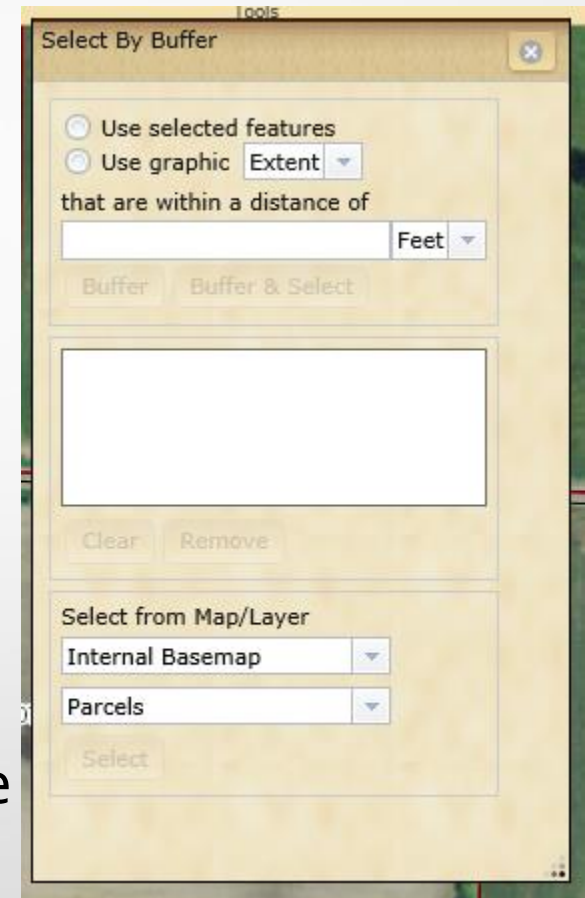 Tools
Select By Buffer
Use selected features
Use graphic Extent
that are within a distance of
Feet
Buffer Buffer & Select
Clear Remove
Select from Map/Layer
Internal Basemap
Parcels
Select
e